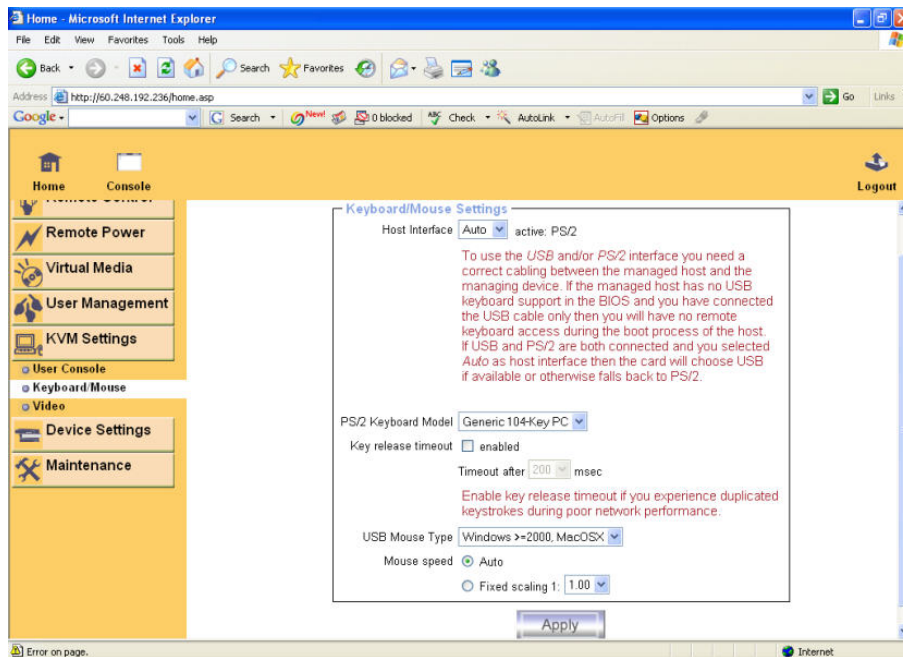 Home - Microsoft Internet Explorer
File Edit View Favorites Tools Help
Back Search Favorites
Address http://60.248.192.236/home.asp Go Links
Google Search New! 0 blocked ABC Check AutoLink AutoFill Options
Home Console Logout
Remote Control
Remote Power
Virtual Media
User Management
KVM Settings
User Console
Keyboard/Mouse
Video
Device Settings
Maintenance
Keyboard/Mouse Settings
Host Interface Auto active: PS/2
To use the USB and/or PS/2 interface you need a
correct cabling between the managed host and the
managing device. If the managed host has no USB
keyboard support in the BIOS and you have connected
the USB cable only then you will have no remote
keyboard access during the boot process of the host.
If USB and PS/2 are both connected and you selected
Auto as host interface then the card will choose USB
if available or otherwise falls back to PS/2.
PS/2 Keyboard Model Generic 104-Key PC
Key release timeout enabled
Timeout after 200 msec
Enable key release timeout if you experience duplicated
keystrokes during poor network performance.
USB Mouse Type Windows >=2000, MacOSX
Mouse speed Auto
Fixed scaling 1: 1.00
Apply
Error on page. Internet